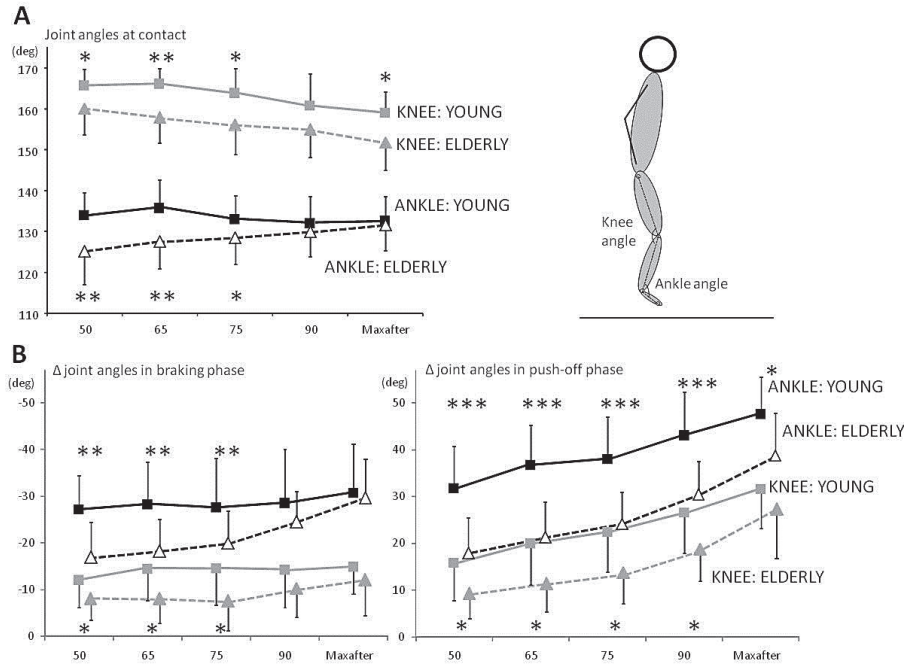 A
Joint angles at contact
(deg)
170
160
150
140
130
120
110
* ** * *
KNEE: YOUNG
KNEE: ELDERLY
ANKLE: YOUNG
ANKLE: ELDERLY
** ** *
50 65 75 90 Maxafter
Knee
angle
Ankle angle
B
Δ joint angles in braking phase
(deg)
-50
-40
-30
-20
-10
0
** ** **
* * *
50 65 75 90 Maxafter
Δ joint angles in push-off phase
(deg)
50
40
30
20
10
0
*** *** *** *** *
ANKLE: YOUNG
ANKLE: ELDERLY
KNEE: YOUNG
KNEE: ELDERLY
* * * *
50 65 75 90 Maxafter